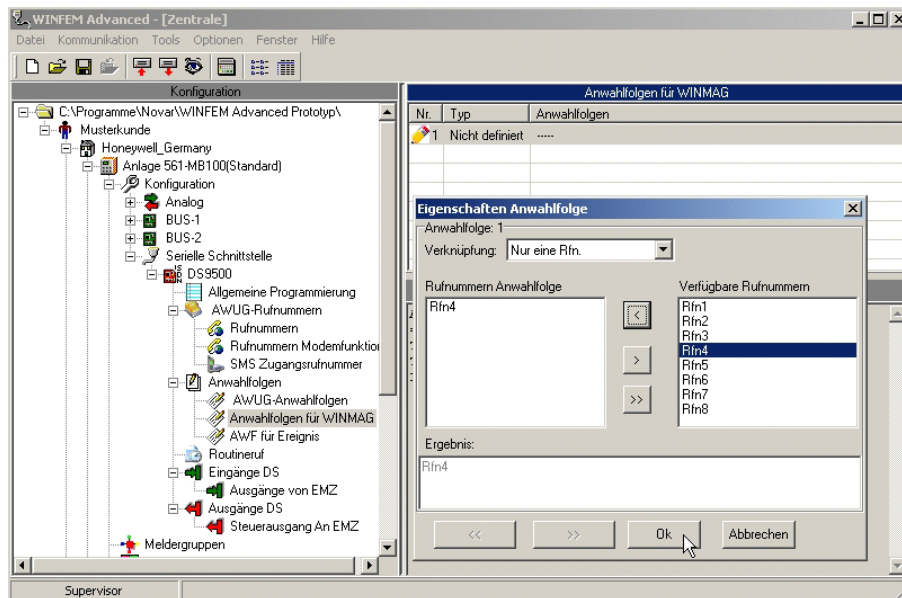 WINFEM Advanced - [Zentrale]
Datei Kommunikation Tools Optionen Fenster Hilfe
Konfiguration
C:\Programme\Novar\WINFEM Advanced Prototyp\
Musterkunde
Honeywell_Germany
Anlage 561-MB100(Standard)
Konfiguration
Analog
BUS-1
BUS-2
Serielle Schnittstelle
DS9500
Allgemeine Programmierung
AWUG-Rufnummern
Rufnummern
Rufnummern Modemfunktion
SMS Zugangsrufnummer
Anwahlfolgen
AWUG-Anwahlfolgen
Anwahlfolgen für WINMAG
AWF für Ereignis
Routineruf
Eingänge DS
Ausgänge von EMZ
Ausgänge DS
Steuerausgang An EMZ
Meldergruppen
Supervisor
Anwahlfolgen für WINMAG
Nr. Typ Anwahlfolgen
1 Nicht definiert -----
Eigenschaften Anwahlfolge
Anwahlfolge: 1
Verknüpfung: Nur eine Rfn.
Rufnummern Anwahlfolge
Rfn4
<
>
>>
Verfügbare Rufnummern
Rfn1
Rfn2
Rfn3
Rfn4
Rfn5
Rfn6
Rfn7
Rfn8
Ergebnis:
Rfn4
<< >> Ok Abbrechen